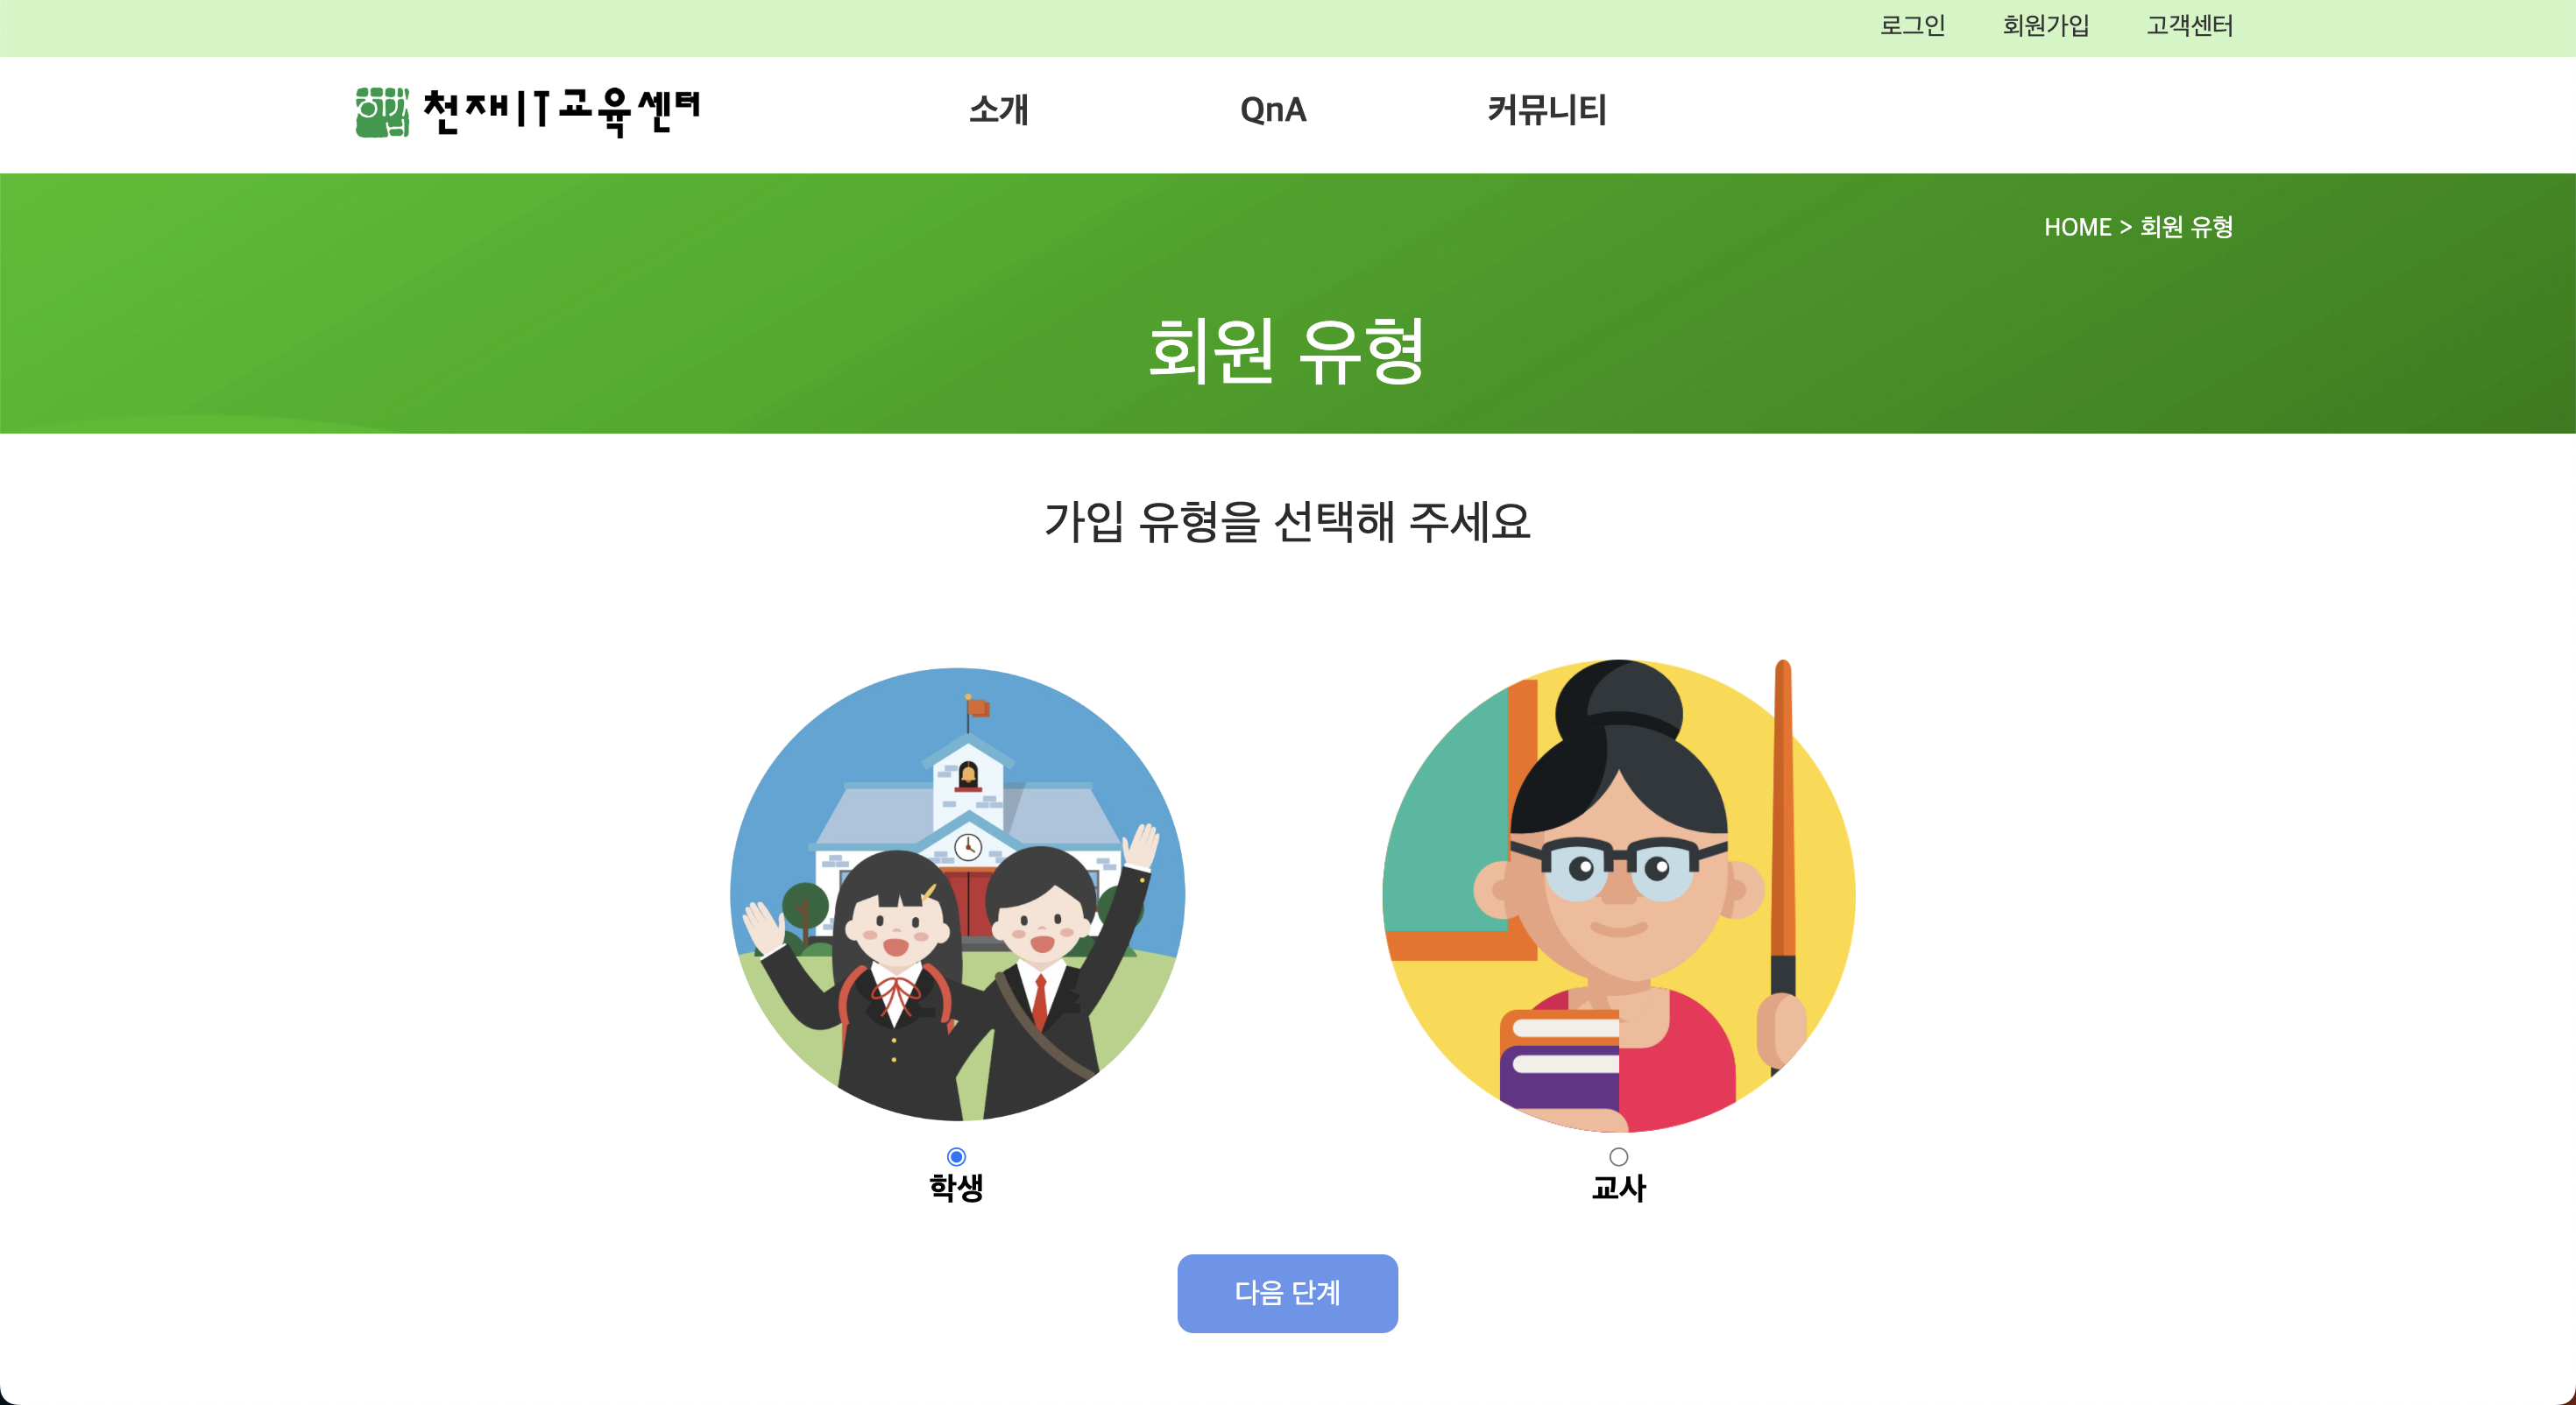 로그인 회원가입 고객센터
천재IT교육센터 소개 QnA 커뮤니티
HOME > 회원 유형
회원 유형
가입 유형을 선택해 주세요
학생 교사
다음 단계